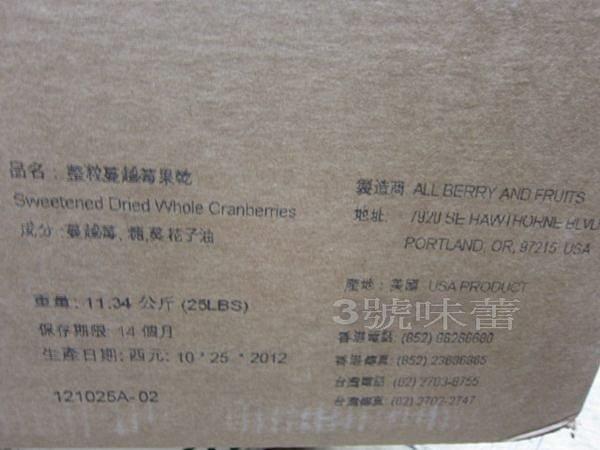 品名：整粒蔓越莓果乾
Sweetened Dried Whole Cranberries
成分：蔓越莓, 糖,葵花子油
重量: 11.34 公斤 (25LBS)
保存期限: 14 個月
生產日期: 西元: 10 * 25 * 2012
121025A-02
製造商 ALL BERRY AND FRUITS
地址: 7920 SE HAWTHORNE BLVD
PORTLAND, OR, 97215 USA
產地：美國 USA PRODUCT
3號味蕾
香港電話: (852)
香港傳真: (852)
台灣電話: (02) 2703-8755
台灣傳真: (02) 2702-2747